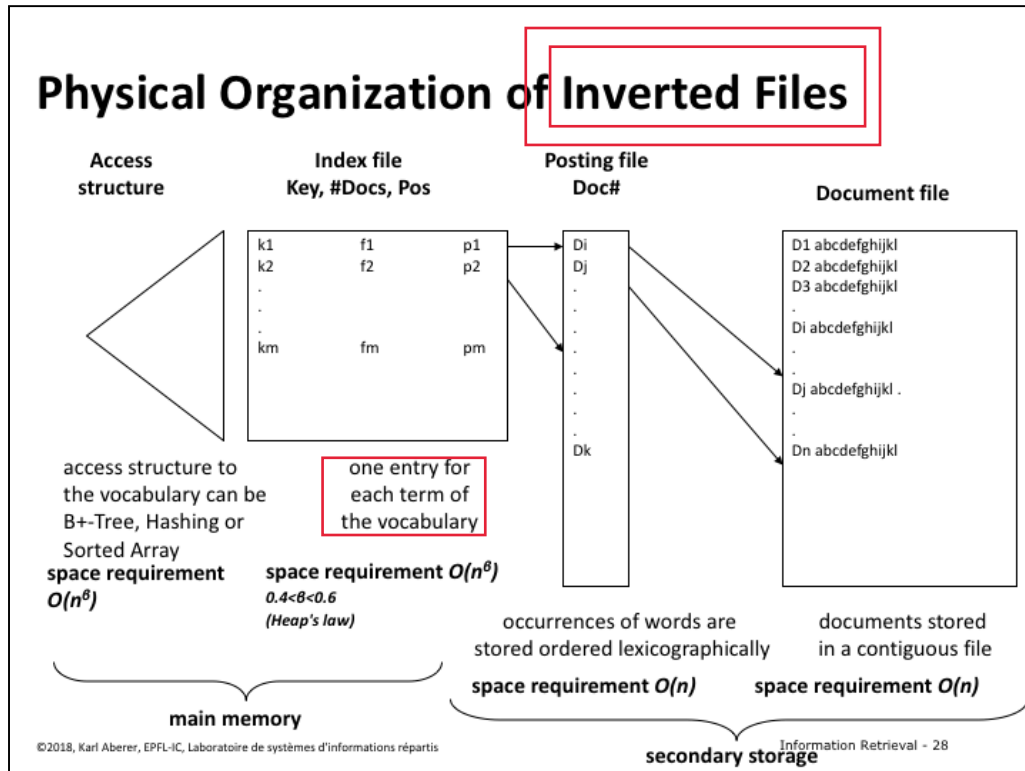 Physical Organization of Inverted Files
Access
structure
Index file
Key, #Docs, Pos
Posting file
Doc#
Document file
k1 f1 p1
k2 f2 p2
.
.
.
km fm pm
Di
Dj
.
.
.
.
.
.
.
.
Dk
D1 abcdefghijkl
D2 abcdefghijkl
D3 abcdefghijkl
.
Di abcdefghijkl
.
.
Dj abcdefghijkl .
.
.
Dn abcdefghijkl
access structure to
the vocabulary can be
B+-Tree, Hashing or
Sorted Array
space requirement
O(nᵝ)
one entry for
each term of
the vocabulary
space requirement O(nᵝ)
0.4<β<0.6
(Heap's law)
occurrences of words are
stored ordered lexicographically
space requirement O(n)
documents stored
in a contiguous file
space requirement O(n)
main memory
secondary storage
©2018, Karl Aberer, EPFL-IC, Laboratoire de systèmes d'informations répartis
Information Retrieval - 28